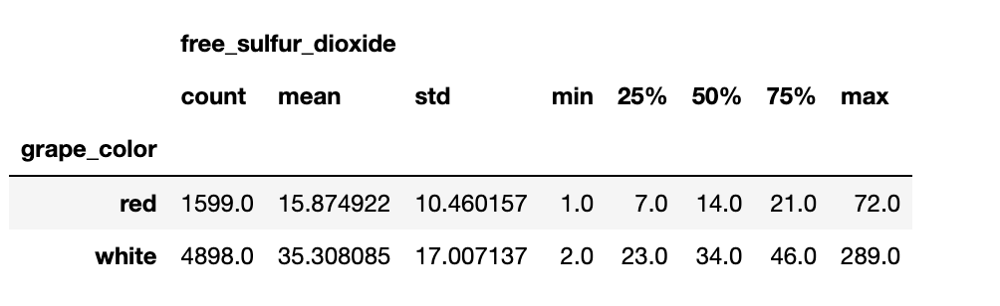 free_sulfur_dioxide
count mean std min 25% 50% 75% max
grape_color
red 1599.0 15.874922 10.460157 1.0 7.0 14.0 21.0 72.0
white 4898.0 35.308085 17.007137 2.0 23.0 34.0 46.0 289.0